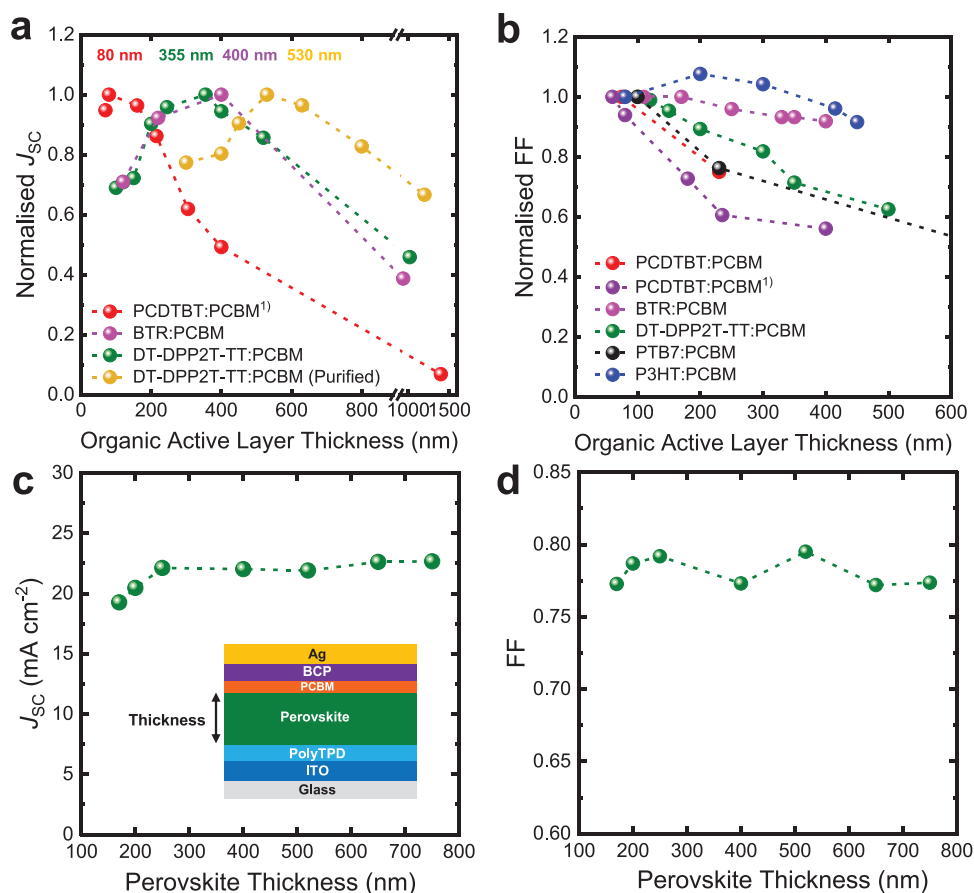 a
80 nm 355 nm 400 nm 530 nm
1.2
1.0
0.8
0.6
0.4
0.2
0.0
Normalised JSC
PCDTBT:PCBM1)
BTR:PCBM
DT-DPP2T-TT:PCBM
DT-DPP2T-TT:PCBM (Purified)
0 200 400 600 800 1000 1500
Organic Active Layer Thickness (nm)
b
1.2
1.0
0.8
0.6
0.4
0.2
0.0
Normalised FF
PCDTBT:PCBM
PCDTBT:PCBM1)
BTR:PCBM
DT-DPP2T-TT:PCBM
PTB7:PCBM
P3HT:PCBM
0 100 200 300 400 500 600
Organic Active Layer Thickness (nm)
c
30
25
20
15
10
5
0
JSC (mA cm-2)
Ag
BCP
PCBM
Thickness
Perovskite
PolyTPD
ITO
Glass
100 200 300 400 500 600 700 800
Perovskite Thickness (nm)
d
0.85
0.80
0.75
0.70
0.65
0.60
FF
100 200 300 400 500 600 700 800
Perovskite Thickness (nm)